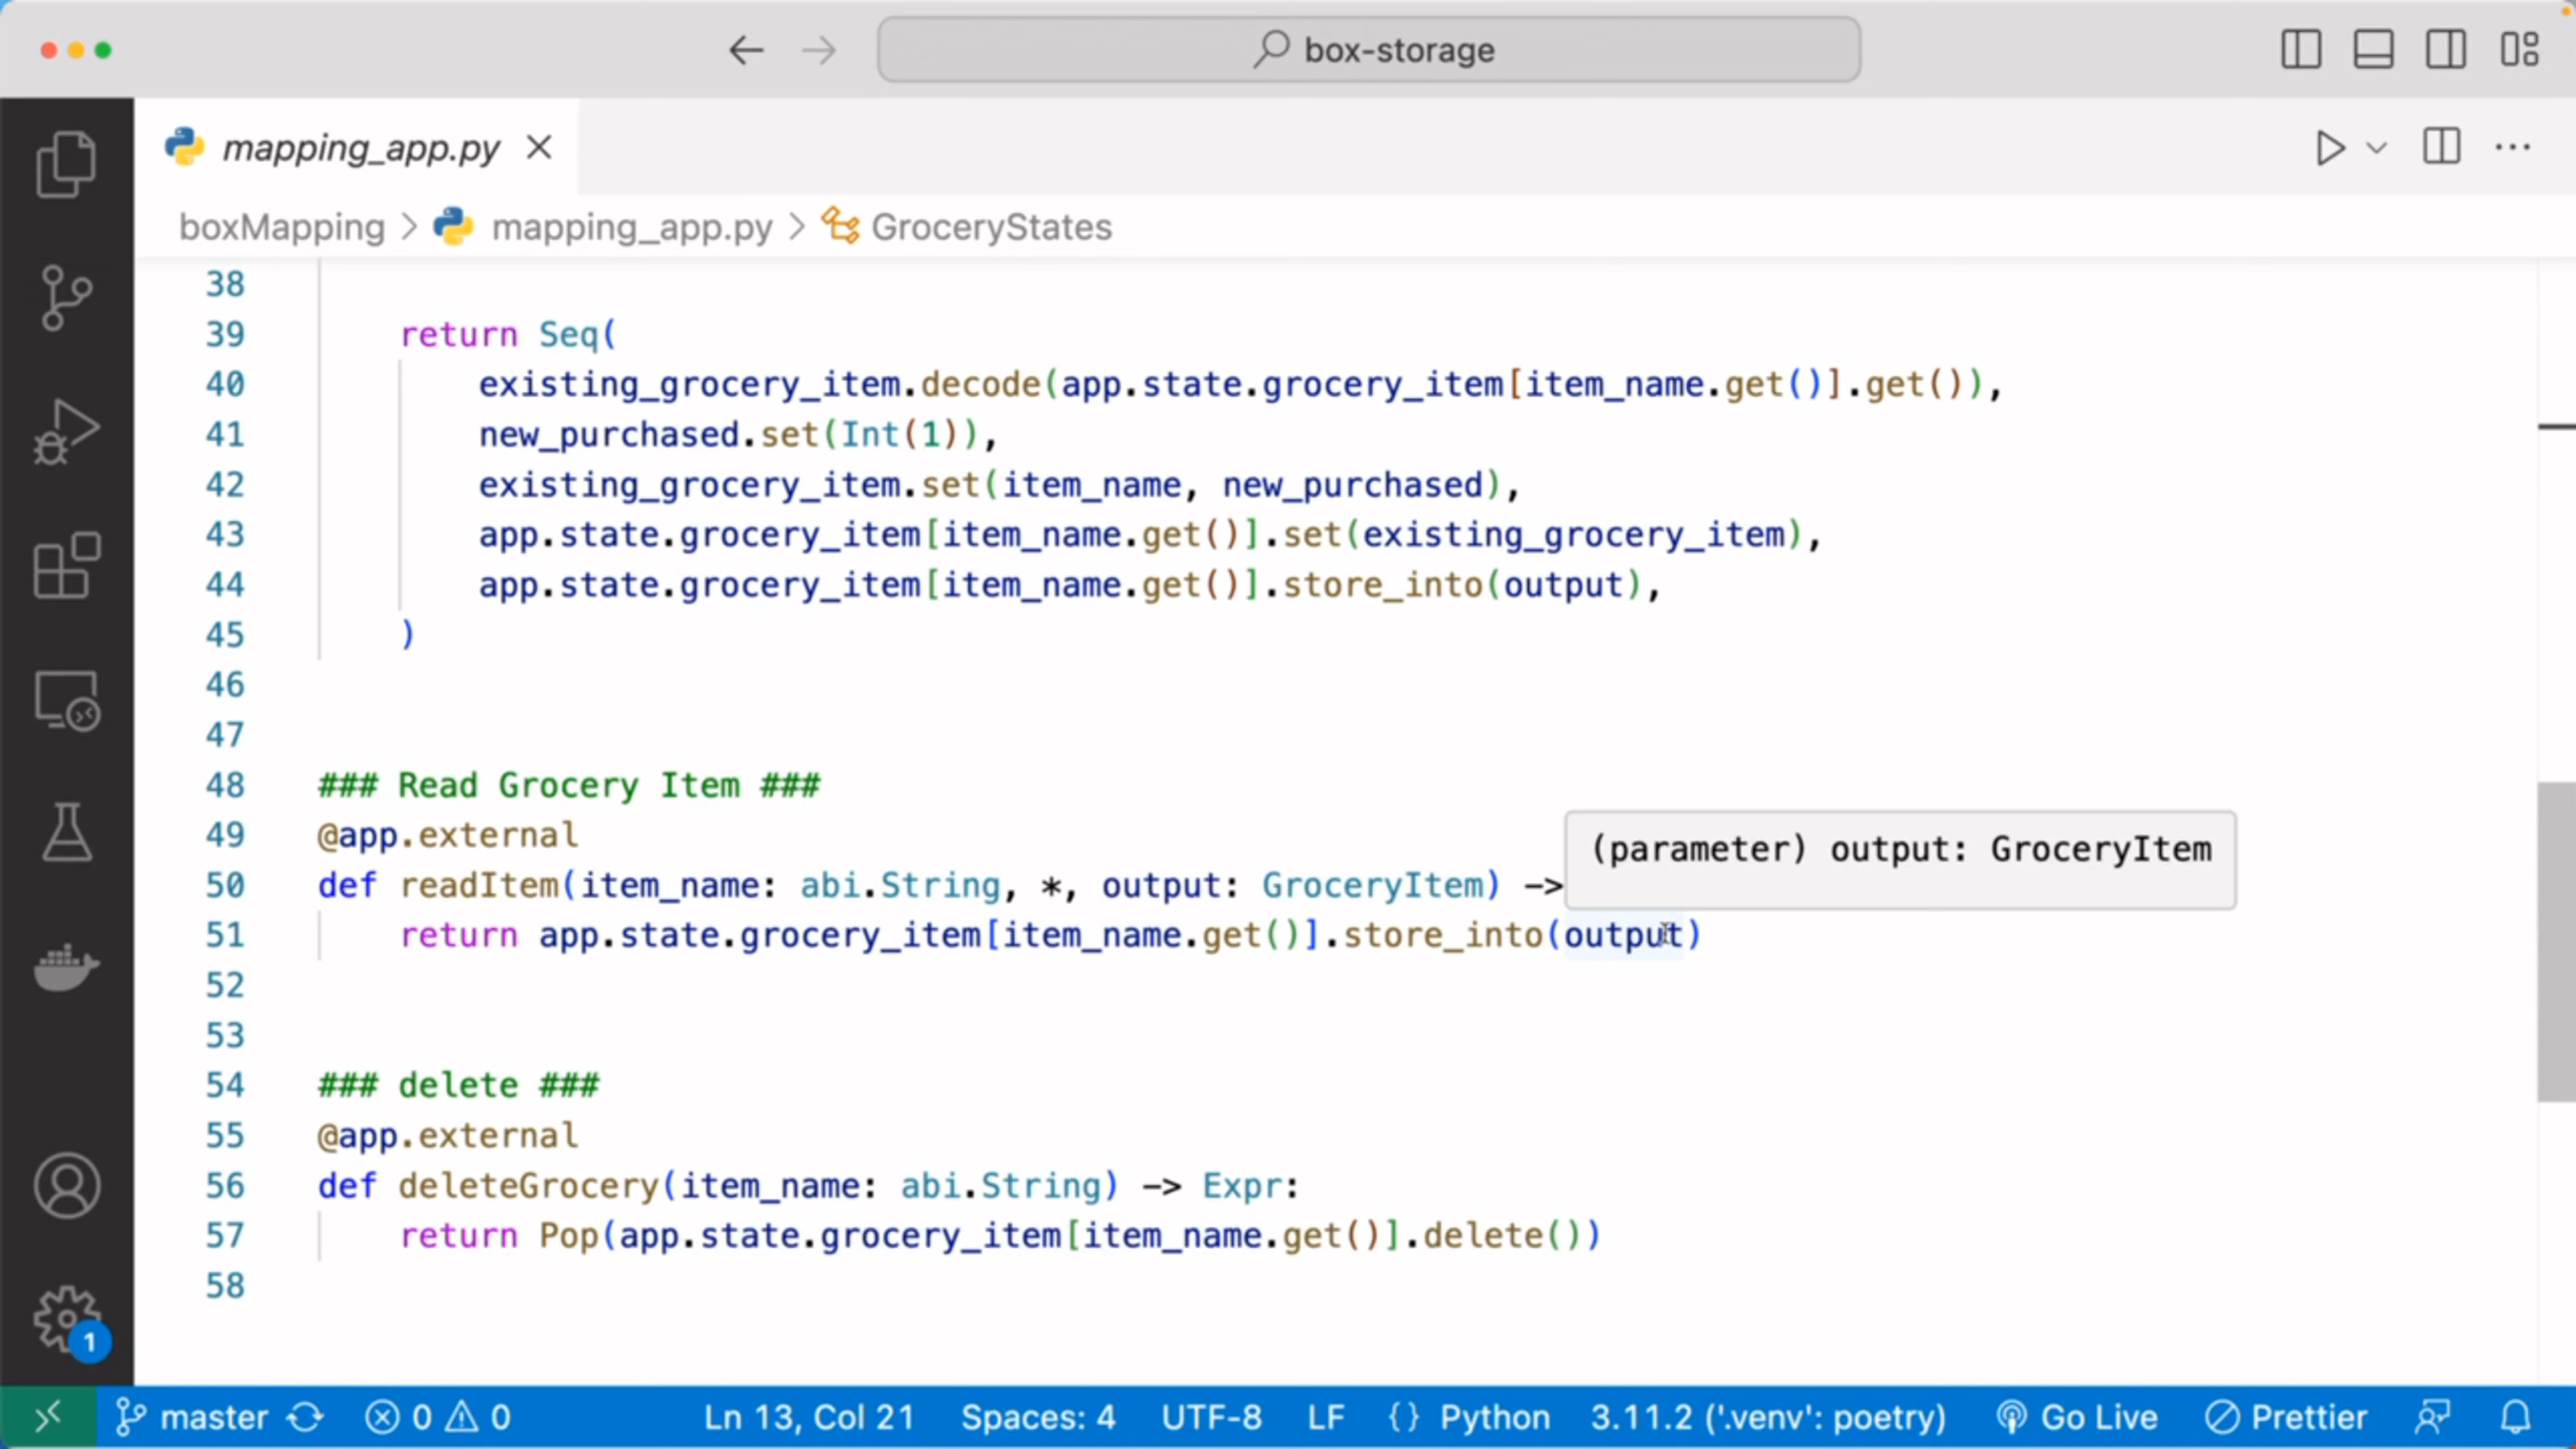 box-storage
mapping_app.py
boxMapping > mapping_app.py > GroceryStates
38
39 return Seq(
40 existing_grocery_item.decode(app.state.grocery_item[item_name.get()].get()),
41 new_purchased.set(Int(1)),
42 existing_grocery_item.set(item_name, new_purchased),
43 app.state.grocery_item[item_name.get()].set(existing_grocery_item),
44 app.state.grocery_item[item_name.get()].store_into(output),
45 )
46
47
48 ### Read Grocery Item ###
49 @app.external
(parameter) output: GroceryItem
50 def readItem(item_name: abi.String, *, output: GroceryItem) ->
51 return app.state.grocery_item[item_name.get()].store_into(output)
52
53
54 ### delete ###
55 @app.external
56 def deleteGrocery(item_name: abi.String) -> Expr:
57 return Pop(app.state.grocery_item[item_name.get()].delete())
58
1
master 0 0 Ln 13, Col 21 Spaces: 4 UTF-8 LF {} Python 3.11.2 ('.venv': poetry) Go Live Prettier